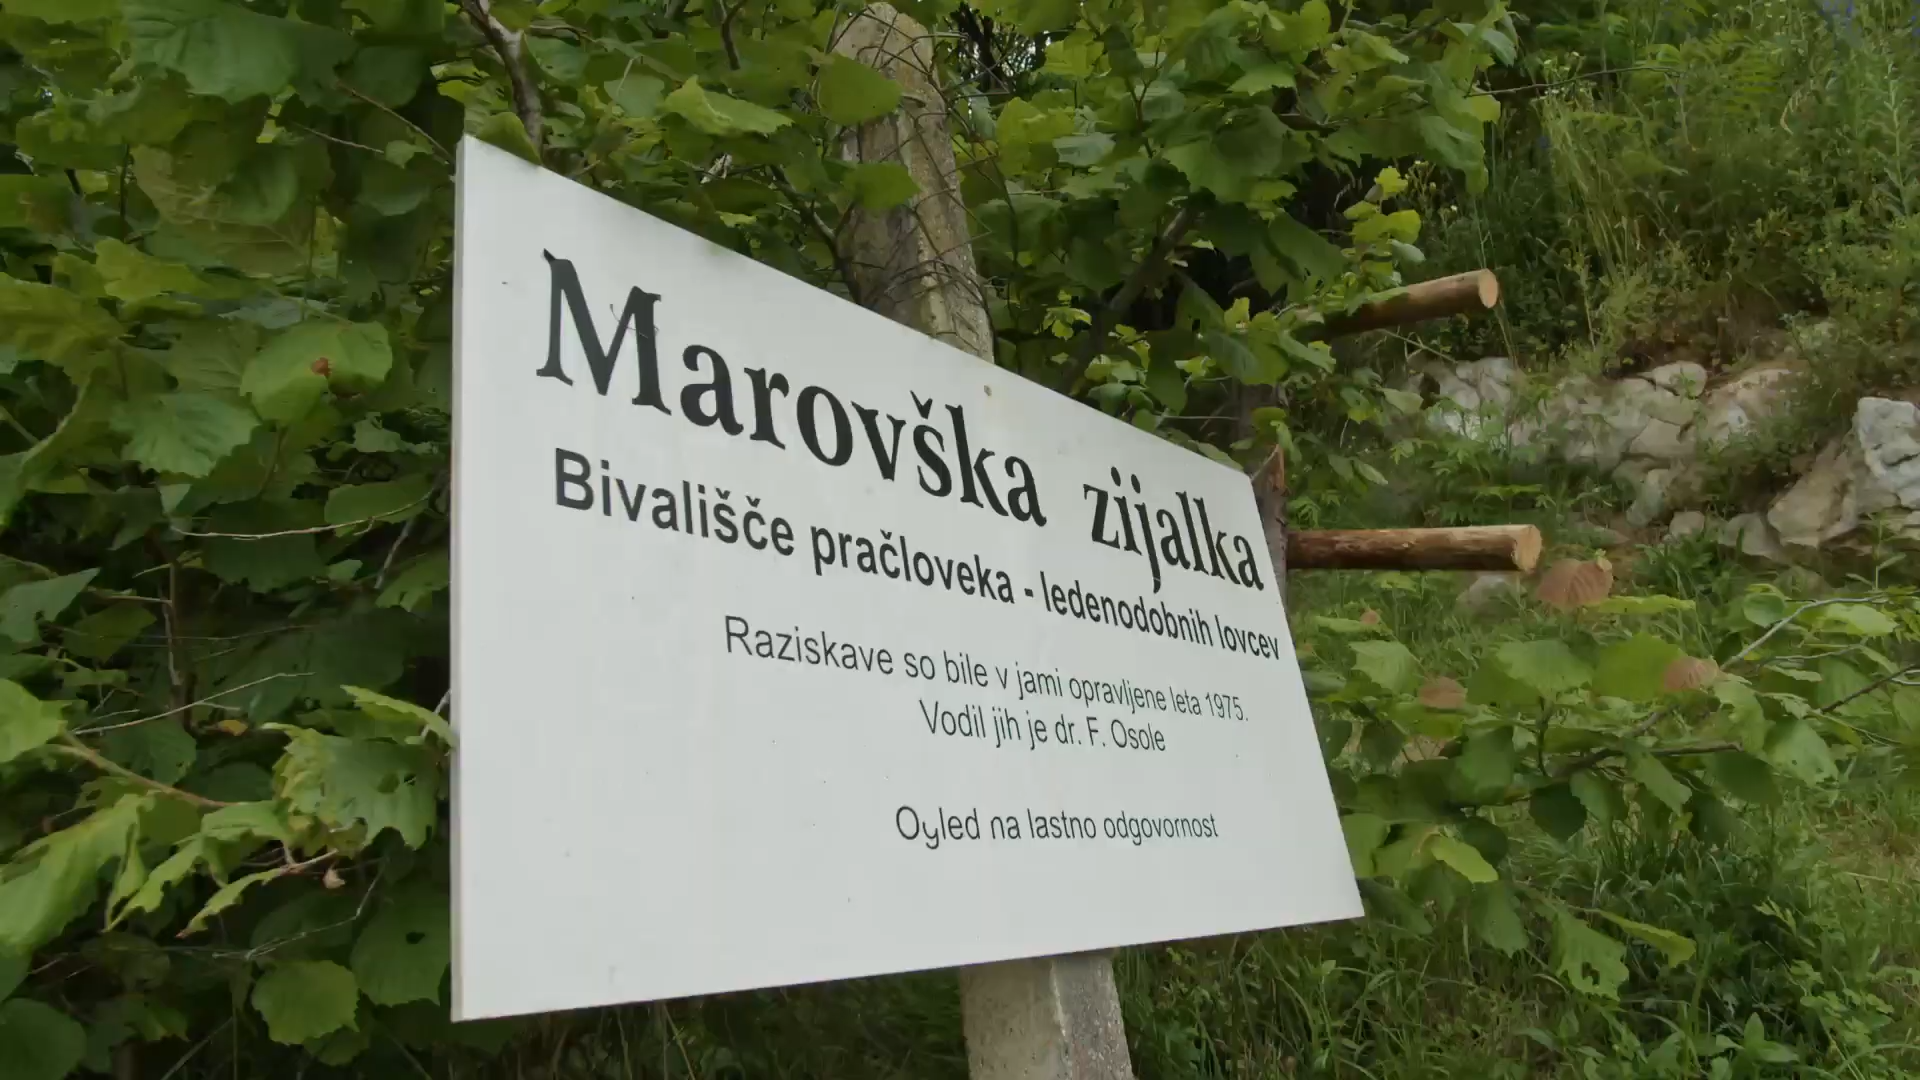 Marovška zijalka
Bivališče pračloveka - ledenodobnih lovcev
Raziskave so bile v jami opravljene leta 1975.
Vodil jih je dr. F. Osole
Ogled na lastno odgovornost